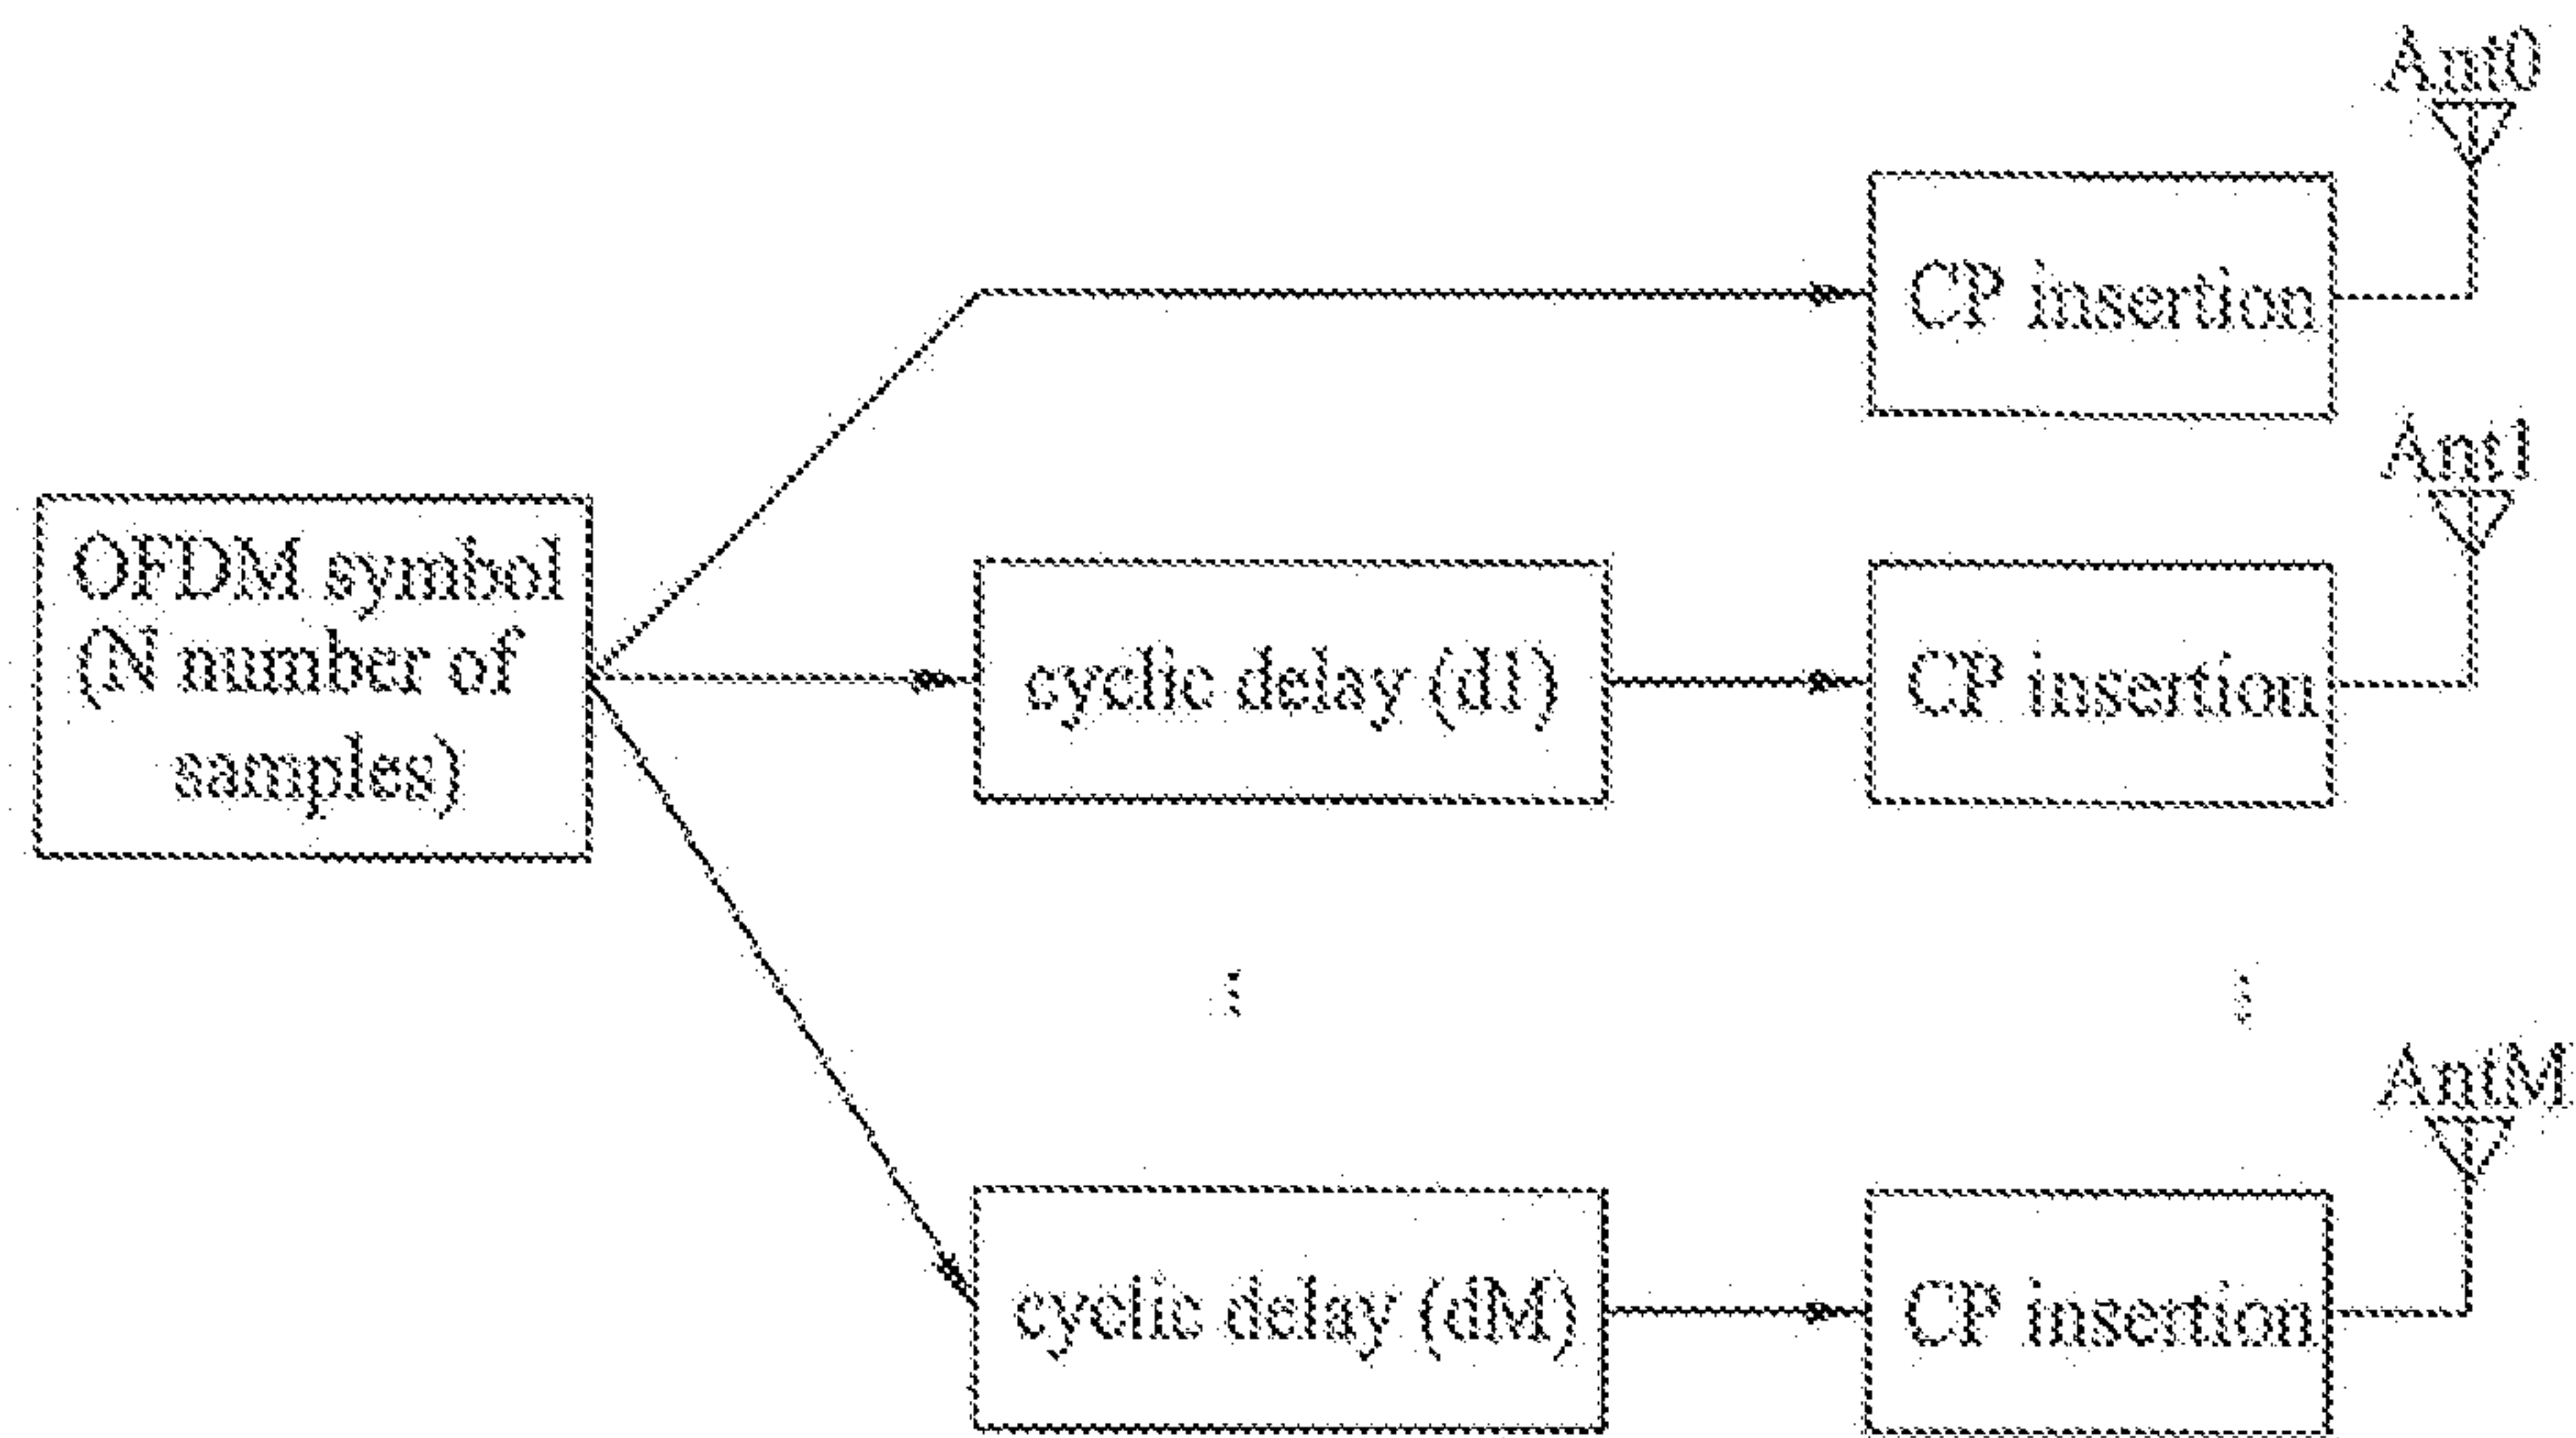 Ant0
CP insertion
Ant1
OFDM symbol
(N number of
samples)
cyclic delay (d1)
CP insertion
AntM
cyclic delay (dM)
CP insertion